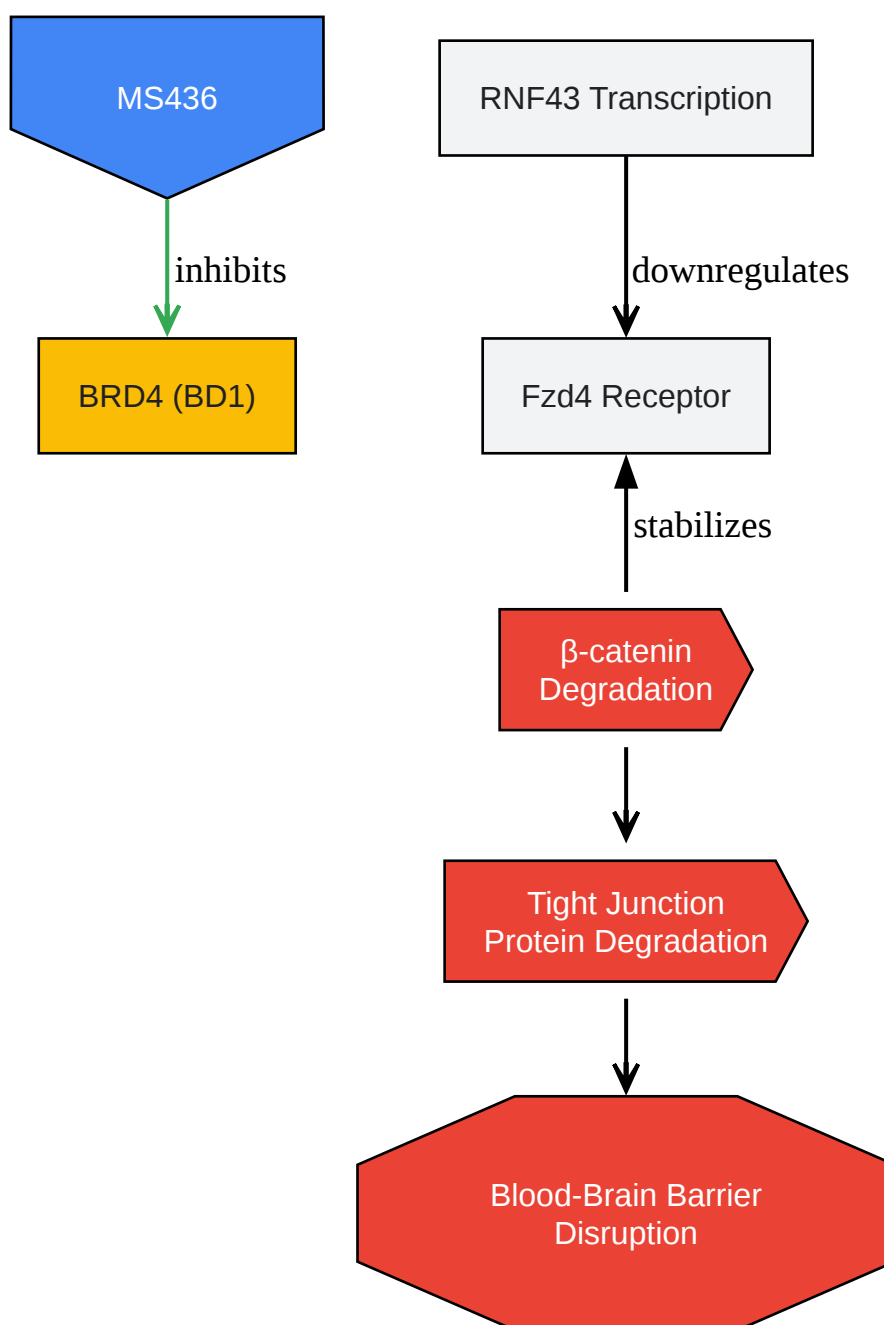 MS436
RNF43 Transcription
inhibits
downregulates
BRD4 (BD1)
Fzd4 Receptor
stabilizes
β-catenin
Degradation
Tight Junction
Protein Degradation
Blood-Brain Barrier
Disruption